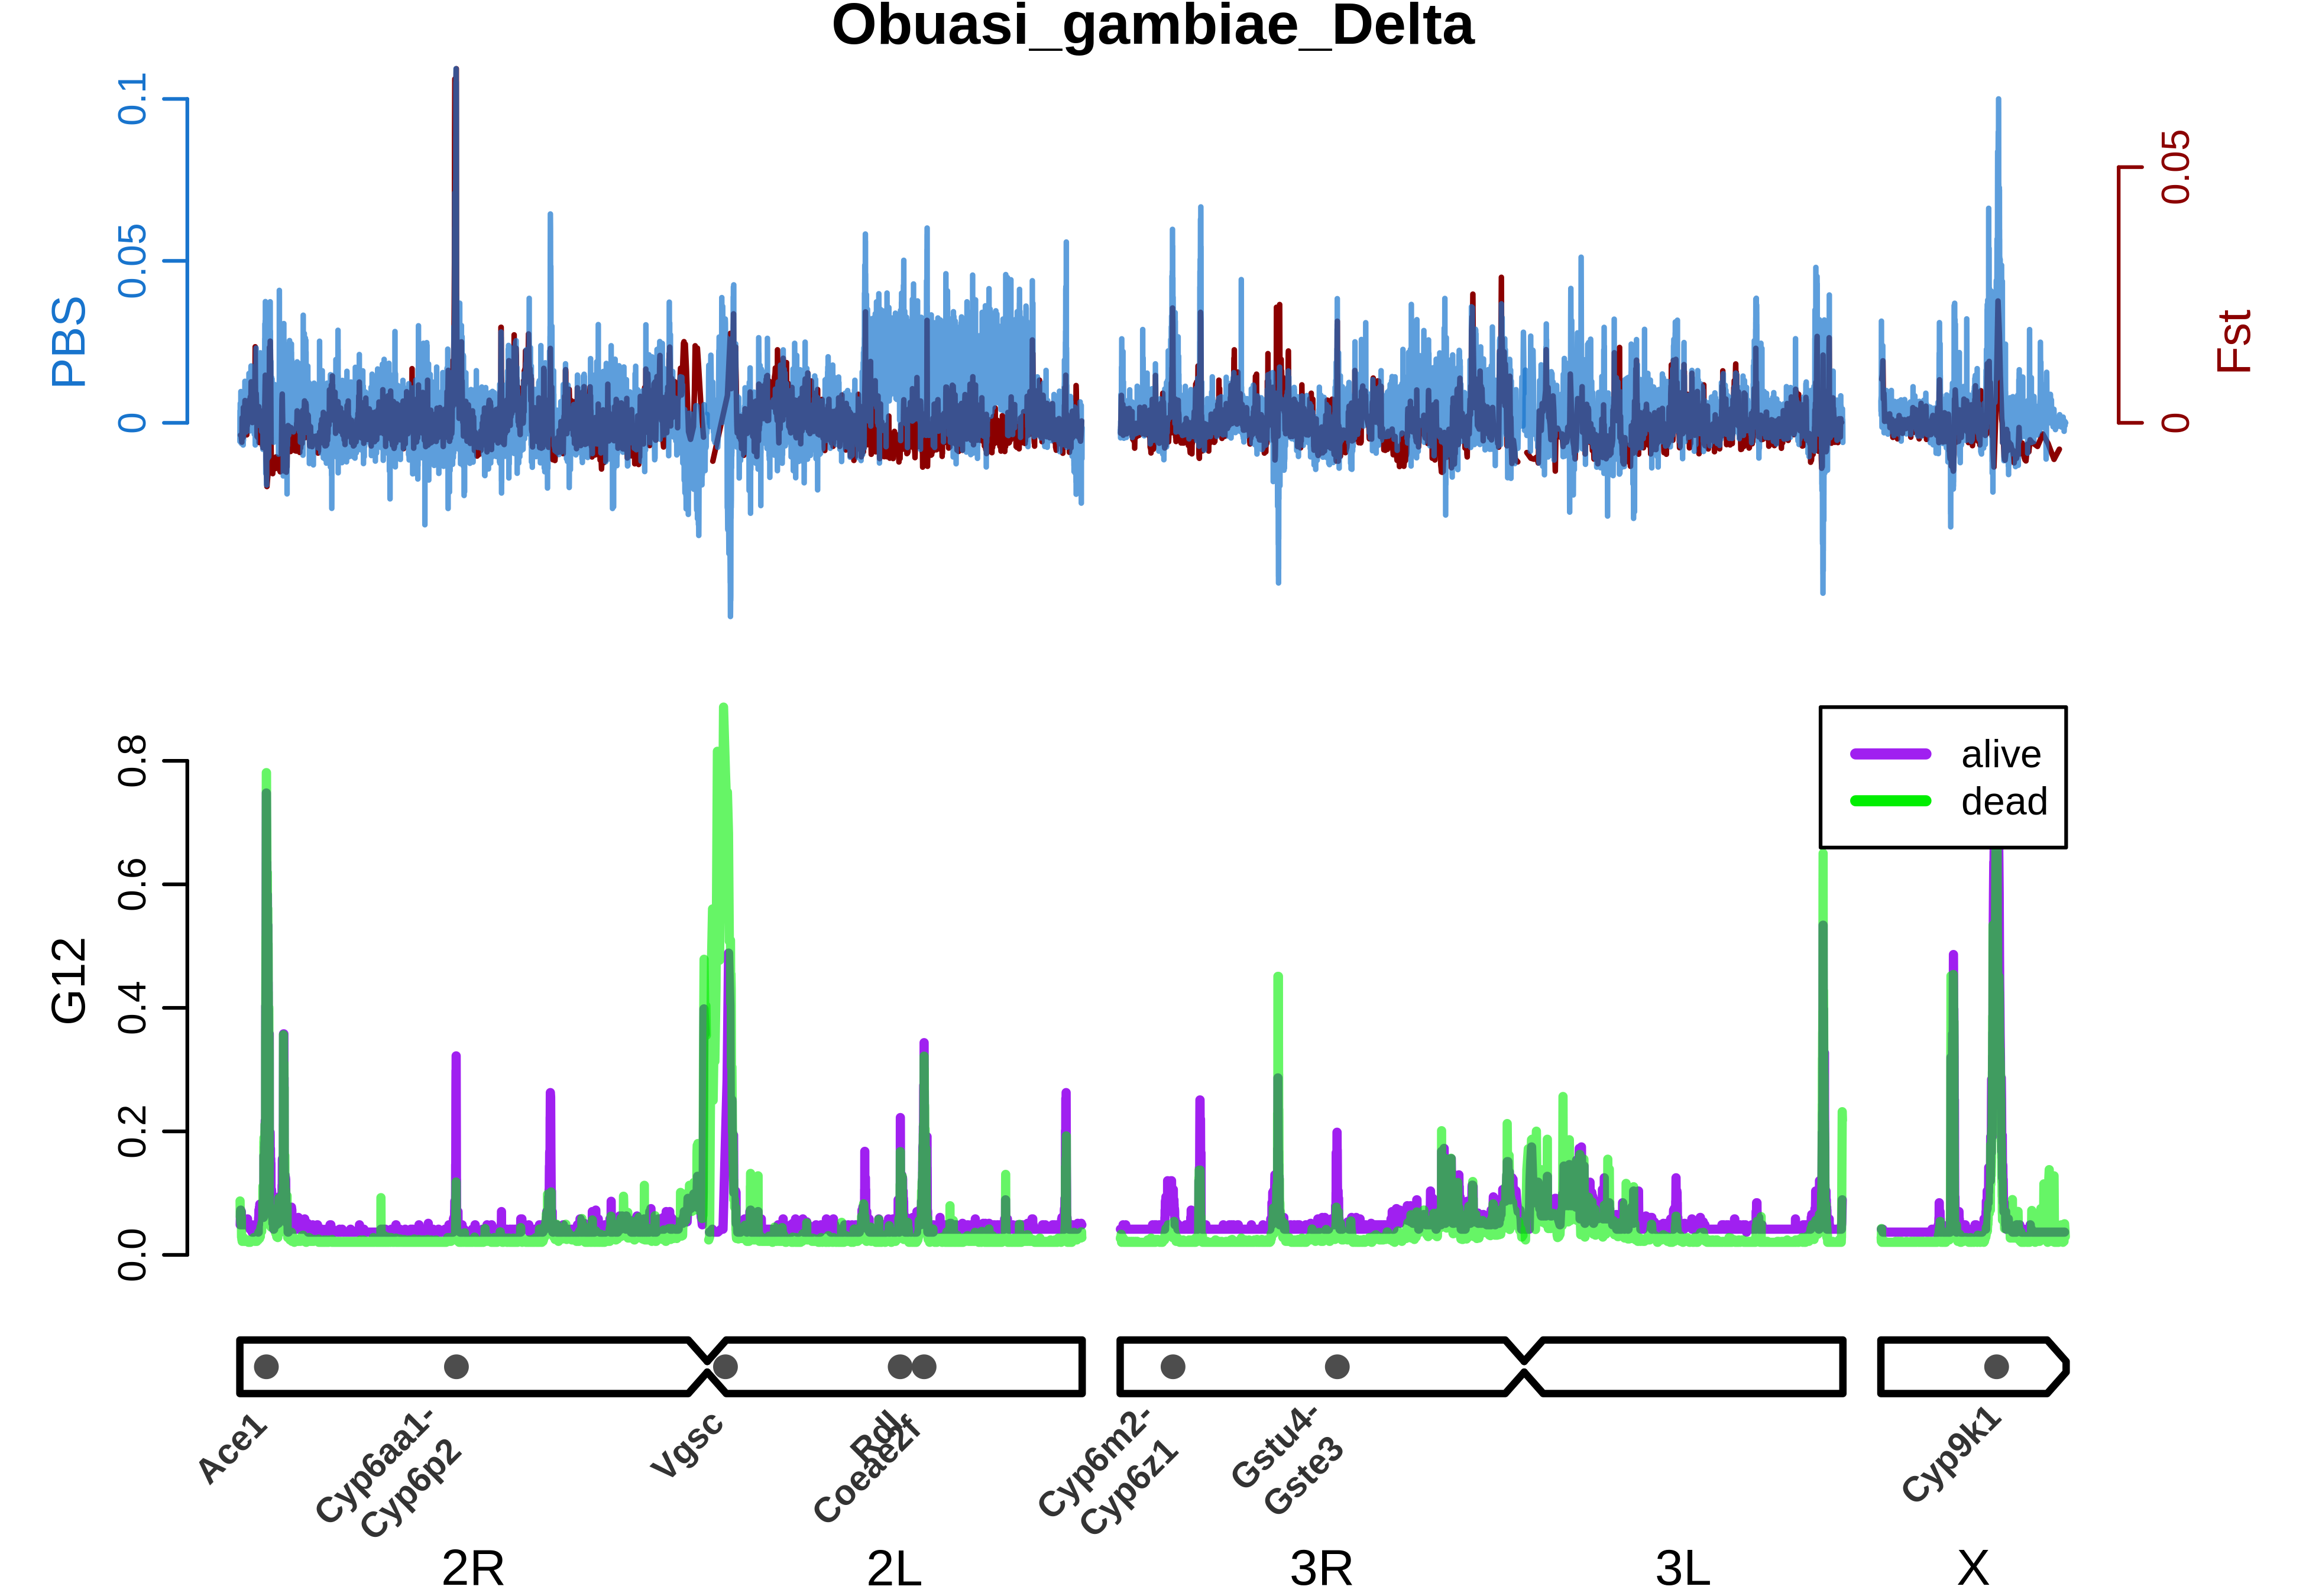 Obuasi_gambiae_Delta
PBS
0.1
0.05
0
Fst
0.05
0
G12
0.8
0.6
0.4
0.2
0.0
alive
dead
Ace1
Cyp6aa1-
Cyp6p2
Vgsc
Rdl
Coeae2f
Cyp6m2-
Cyp6z1
Gstu4-
Gste3
Cyp9k1
2R
2L
3R
3L
X